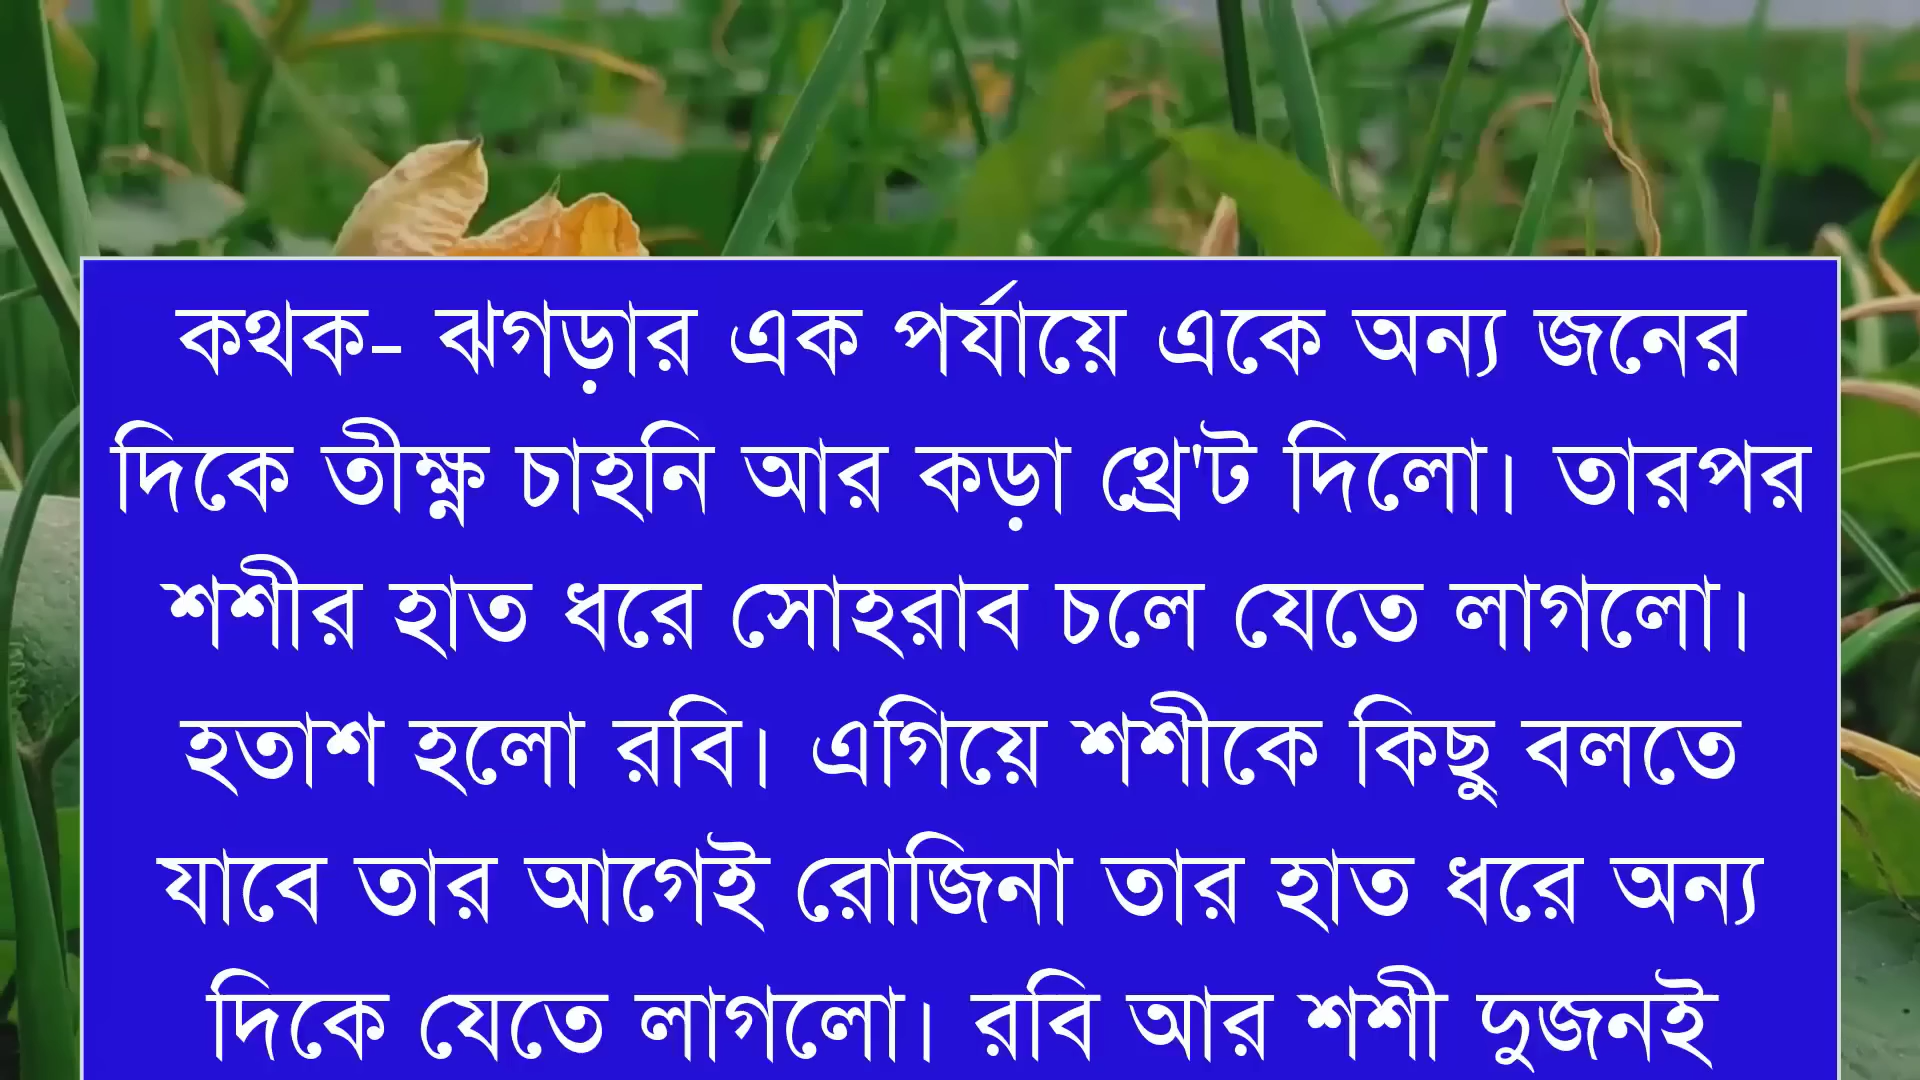 কথক- ঝগড়ার এক পর্যায়ে একে অন্য জনের
দিকে তীক্ষ্ণ চাহনি আর কড়া থ্রে'ট দিলো। তারপর
শশীর হাত ধরে সোহরাব চলে যেতে লাগলো।
হতাশ হলো রবি। এগিয়ে শশীকে কিছু বলতে
যাবে তার আগেই রোজিনা তার হাত ধরে অন্য
দিকে যেতে লাগলো। রবি আর শশী দুজনই